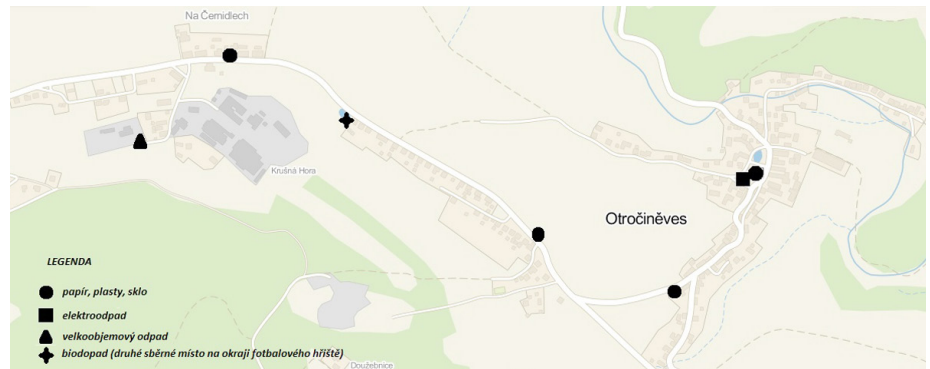 Na Černidlech
Krušná Hora
Otročiněves
LEGENDA
papír, plasty, sklo
elektroodpad
velkoobjemový odpad
biodopad (druhé sběrné místo na okraji fotbalového hřiště)
Doužebnice